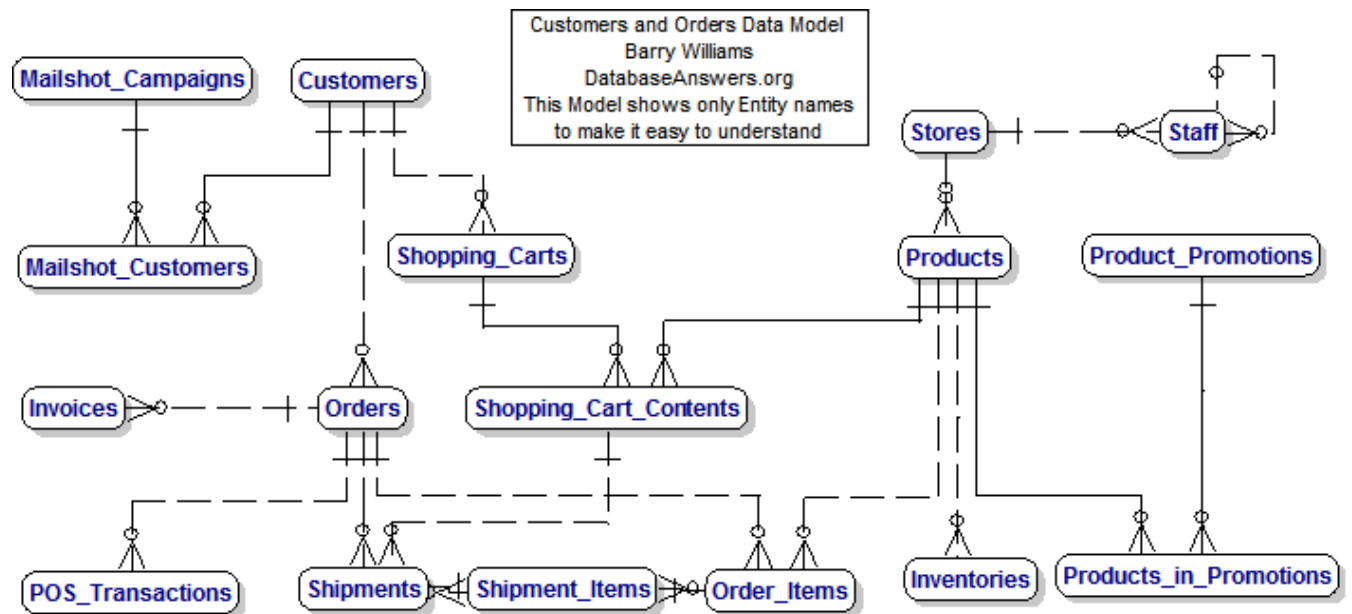 Customers and Orders Data Model
Barry Williams
DatabaseAnswers.org
This Model shows only Entity names
to make it easy to understand
Mailshot_Campaigns
Customers
Stores
Staff
Mailshot_Customers
Shopping_Carts
Products
Product_Promotions
Invoices
Orders
Shopping_Cart_Contents
POS_Transactions
Shipments
Shipment_Items
Order_Items
Inventories
Products_in_Promotions